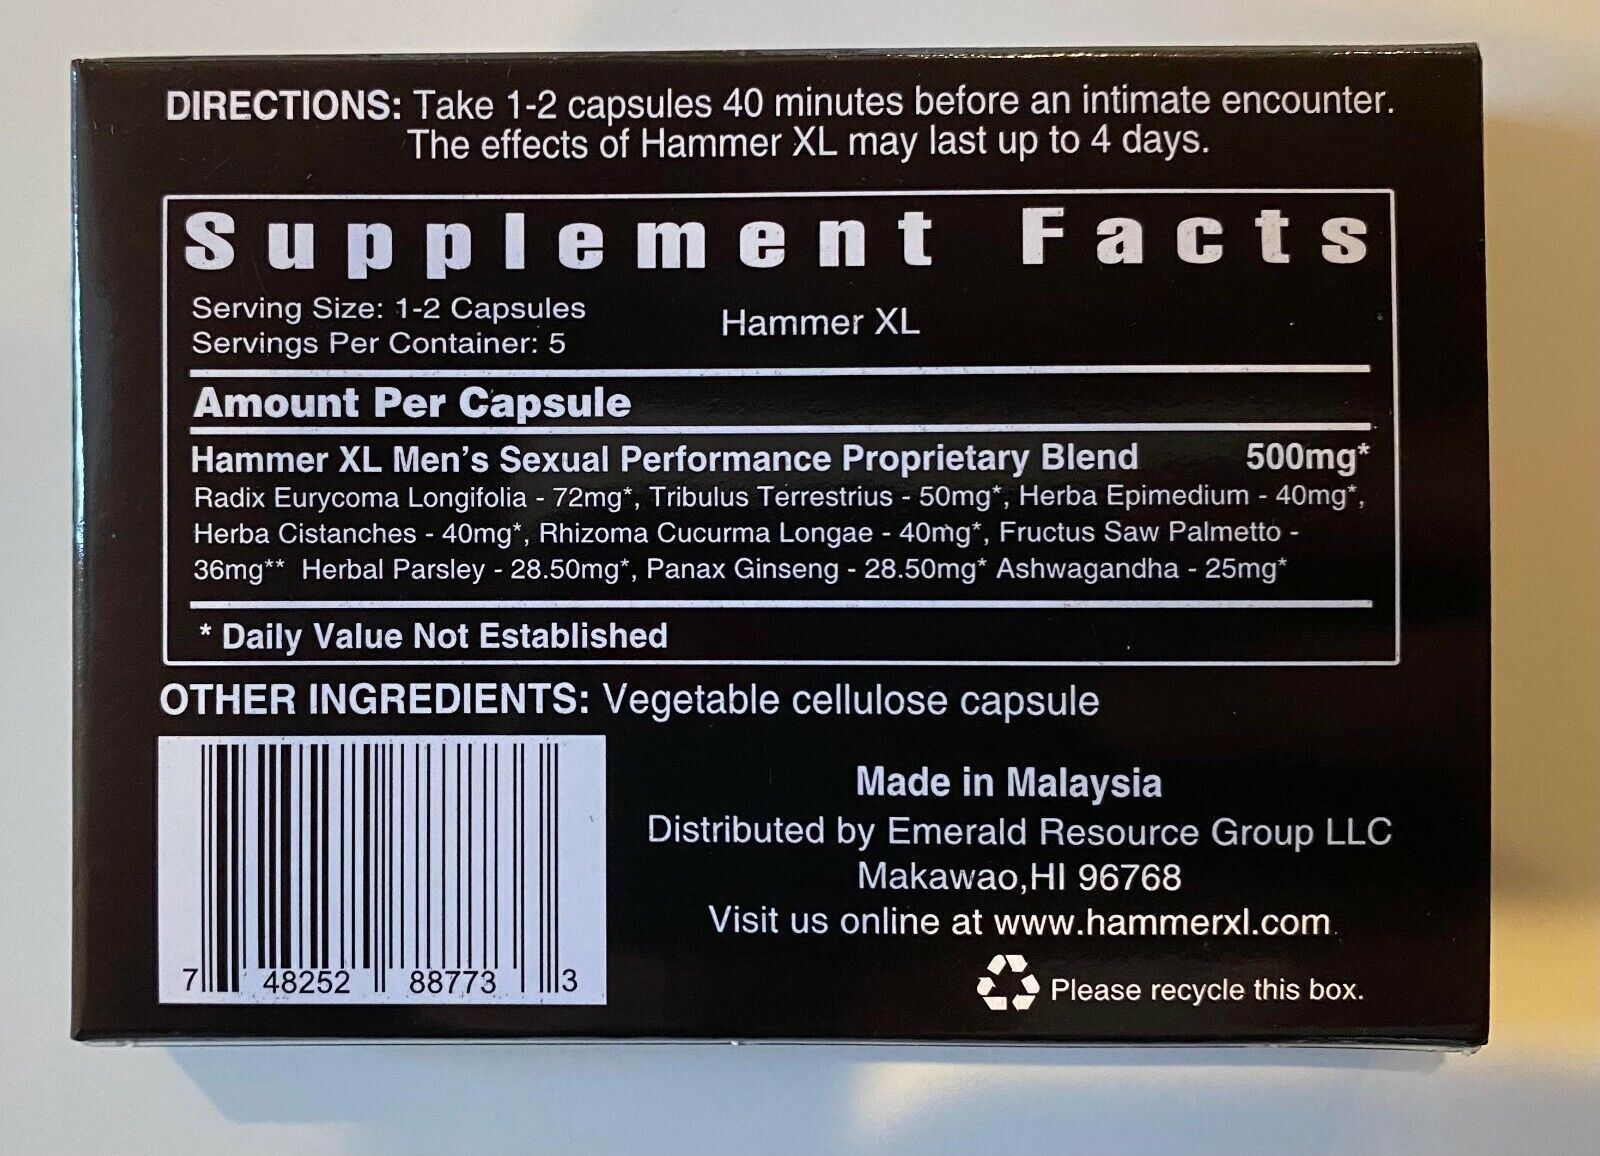 DIRECTIONS: Take 1-2 capsules 40 minutes before an intimate encounter.
The effects of Hammer XL may last up to 4 days.
Supplement Facts
Serving Size: 1-2 Capsules
Servings Per Container: 5
Hammer XL
Amount Per Capsule
Hammer XL Men's Sexual Performance Proprietary Blend 500mg*
Radix Eurycoma Longifolia - 72mg*, Tribulus Terrestrius - 50mg*, Herba Epimedium - 40mg*,
Herba Cistanches - 40mg*, Rhizoma Cucurma Longae - 40mg*, Fructus Saw Palmetto -
36mg** Herbal Parsley - 28.50mg*, Panax Ginseng - 28.50mg* Ashwagandha - 25mg*
* Daily Value Not Established
OTHER INGREDIENTS: Vegetable cellulose capsule
7 48252 88773 3
Made in Malaysia
Distributed by Emerald Resource Group LLC
Makawao,HI 96768
Visit us online at www.hammerxl.com.
Please recycle this box.